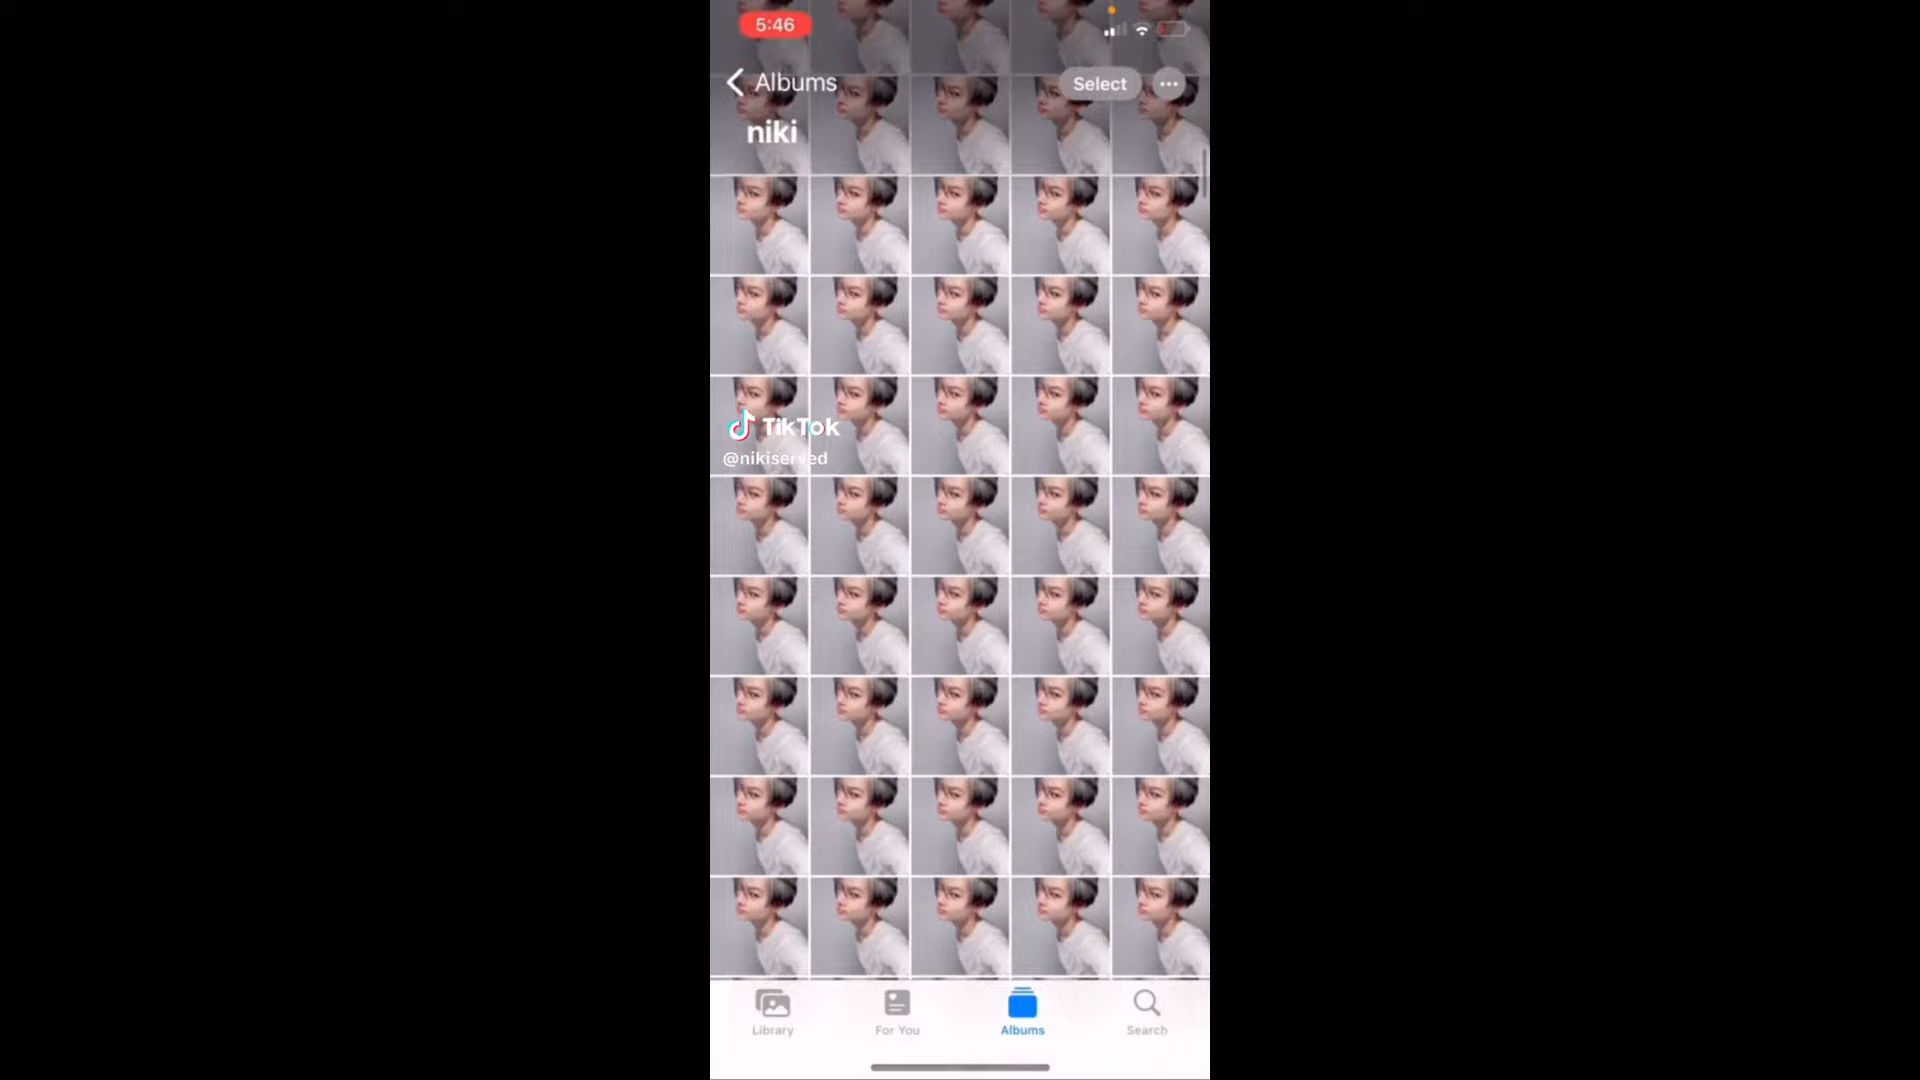 5:46
Albums
Select
niki
TikTok
@nikiserved
Library
For You
Albums
Search